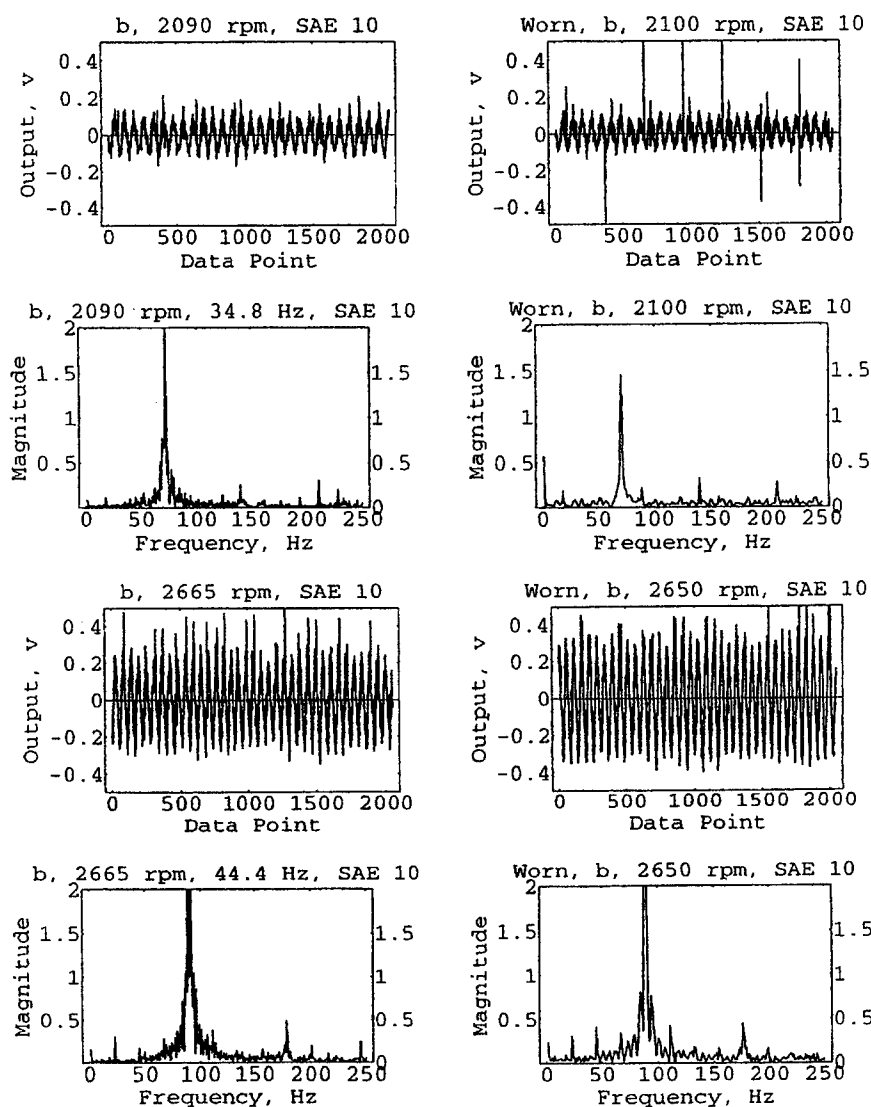 b, 2090 rpm, SAE 10
Output, v
0.4
0.2
0
-0.2
-0.4
0 500 1000 1500 2000
Data Point
Worn, b, 2100 rpm, SAE 10
Output, v
0.4
0.2
0
-0.2
-0.4
0 500 1000 1500 2000
Data Point
b, 2090 rpm, 34.8 Hz, SAE 10
Magnitude
2
1.5
1
0.5
1.5
1
0.5
0
0 50 100 150 200 250
Frequency, Hz
Worn, b, 2100 rpm, SAE 10
Magnitude
2
1.5
1
0.5
1.5
1
0.5
0
0 50 100 150 200 250
Frequency, Hz
b, 2665 rpm, SAE 10
Output, v
0.4
0.2
0
-0.2
-0.4
0 500 1000 1500 2000
Data Point
Worn, b, 2650 rpm, SAE 10
Output, v
0.4
0.2
0
-0.2
-0.4
0 500 1000 1500 2000
Data Point
b, 2665 rpm, 44.4 Hz, SAE 10
Magnitude
2
1.5
1
0.5
1.5
1
0.5
0
0 50 100 150 200 250
Frequency, Hz
Worn, b, 2650 rpm, SAE 10
Magnitude
2
1.5
1
0.5
1.5
1
0.5
0
0 50 100 150 200 250
Frequency, Hz